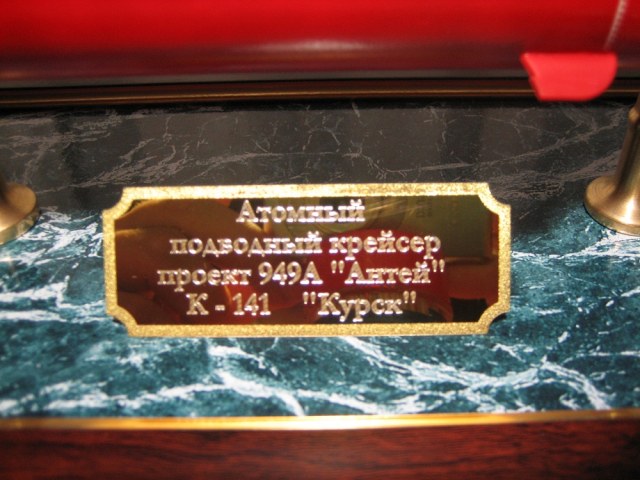 Атомный
подводный крейсер
проект 949А "Антей"
К - 141 "Курск"